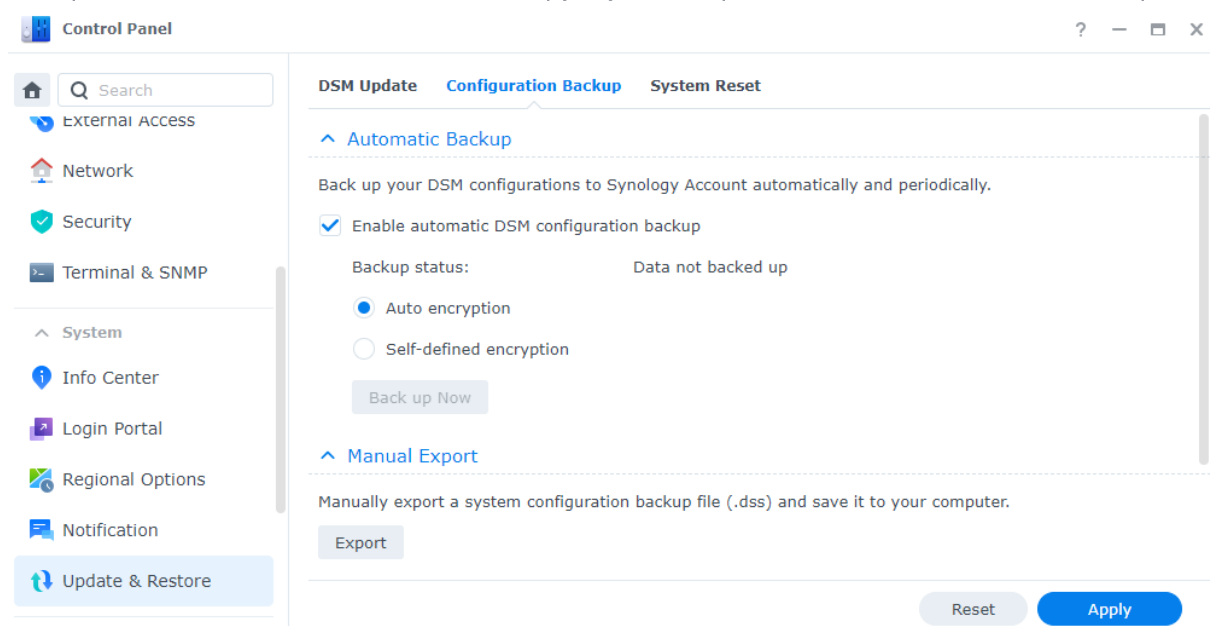 Control Panel
?
Search
External Access
Network
Security
Terminal & SNMP
System
Info Center
Login Portal
Regional Options
Notification
Update & Restore
DSM Update Configuration Backup System Reset
Automatic Backup
Back up your DSM configurations to Synology Account automatically and periodically.
Enable automatic DSM configuration backup
Backup status: Data not backed up
Auto encryption
Self-defined encryption
Back up Now
Manual Export
Manually export a system configuration backup file (.dss) and save it to your computer.
Export
Reset Apply